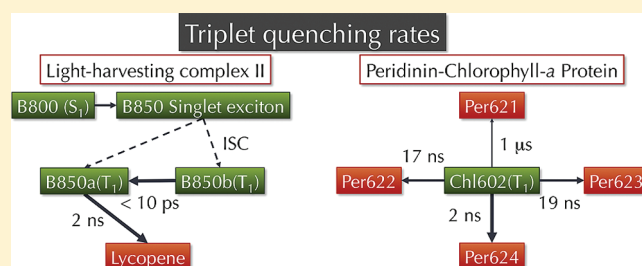 Triplet quenching rates
Light-harvesting complex II
Peridinin-Chlorophyll-a Protein
B800 (S₁)
B850 Singlet exciton
ISC
B850a(T₁)
B850b(T₁)
< 10 ps
2 ns
Lycopene
Per621
1 μs
17 ns
Per622
Chl602(T₁)
Per623
19 ns
2 ns
Per624